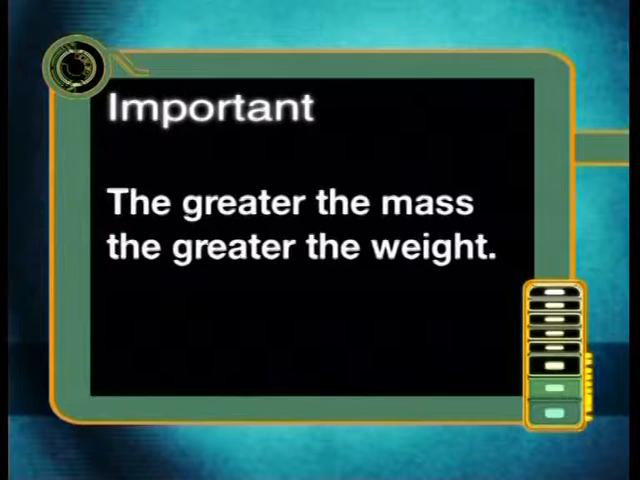 Important
The greater the mass
the greater the weight.